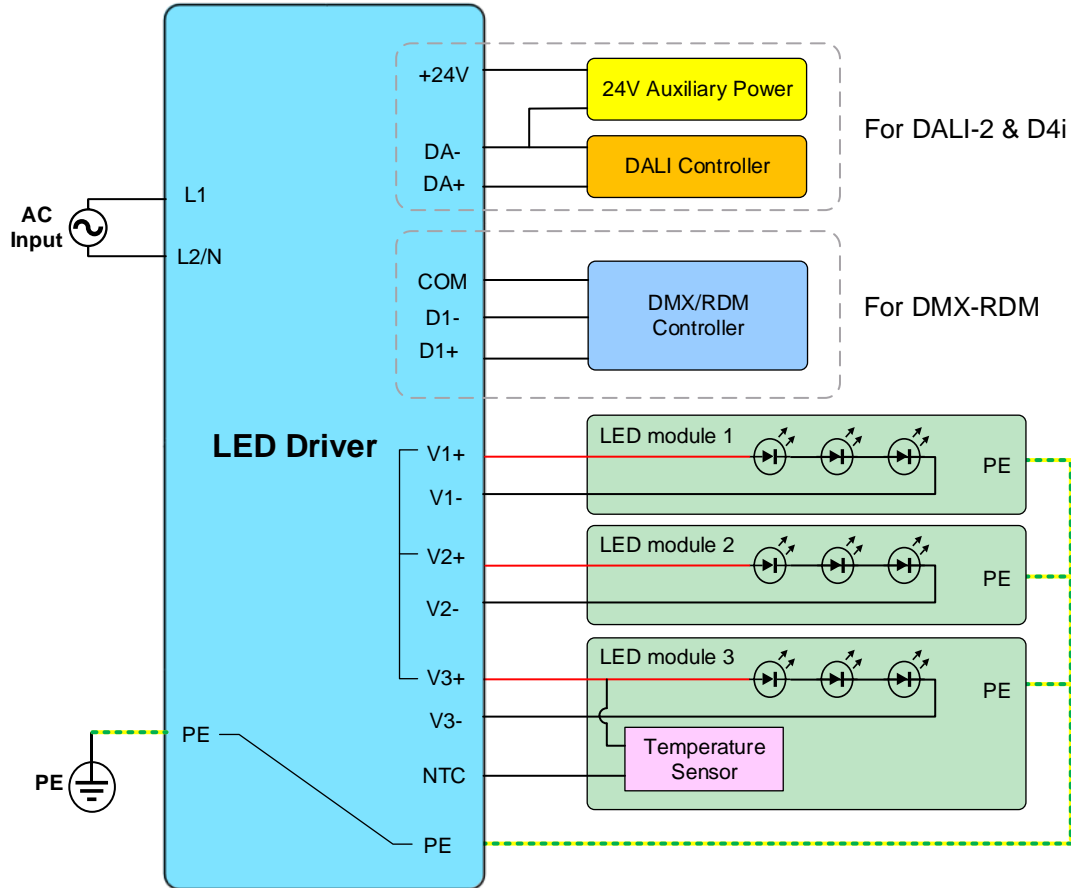 +24V
24V Auxiliary Power
For DALI-2 & D4i
DA-
DALI Controller
DA+
L1
AC
Input
L2/N
COM
DMX/RDM
Controller
For DMX-RDM
D1-
D1+
LED Driver
LED module 1
V1+
PE
V1-
LED module 2
V2+
PE
V2-
LED module 3
V3+
PE
V3-
PE
Temperature
Sensor
NTC
PE
PE